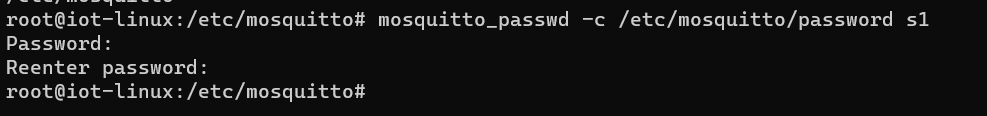 root@iot-linux:/etc/mosquitto# mosquitto_passwd -c /etc/mosquitto/password s1
Password:
Reenter password:
root@iot-linux:/etc/mosquitto#